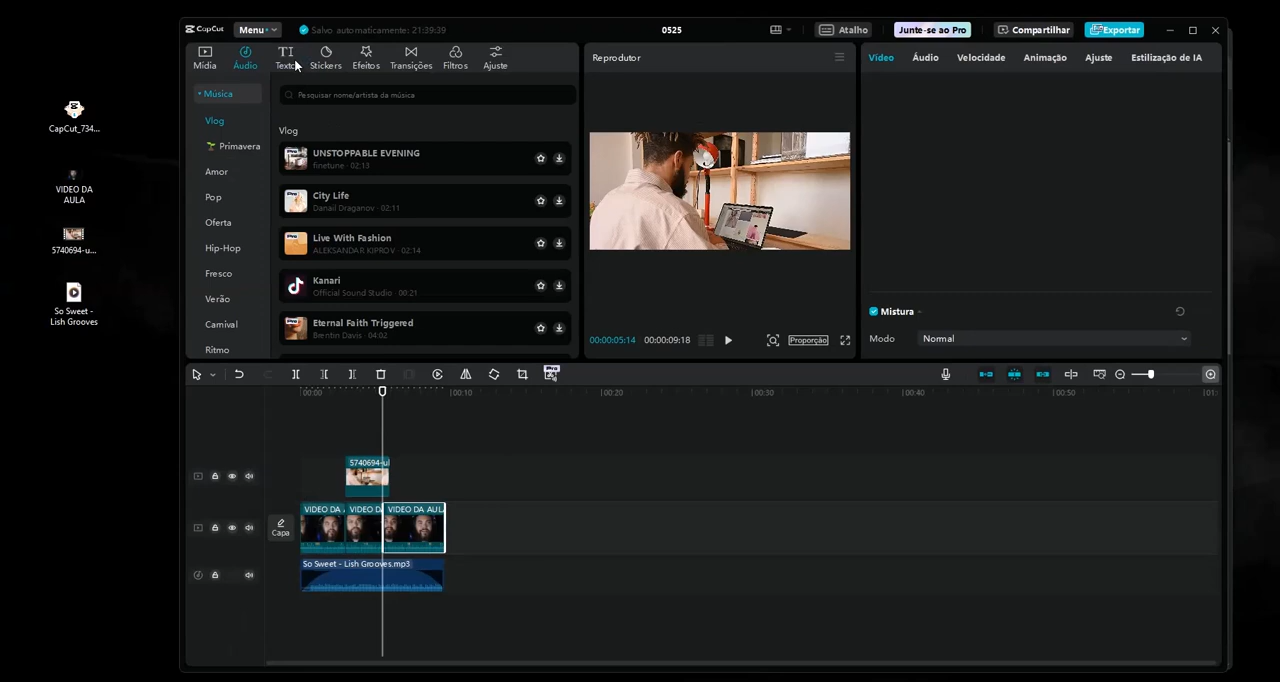 CapCut
Menu
Salvo automaticamente: 21:39:39
0525
Atalho
Junte-se ao Pro
Compartilhar
Exportar
Mídia
Áudio
Texto
Stickers
Efeitos
Transições
Filtros
Ajuste
Reprodutor
Vídeo
Áudio
Velocidade
Animação
Ajuste
Estilização de IA
Música
Pesquisar nome/artista da música
Vlog
Primavera
Amor
Pop
Oferta
Hip-Hop
Fresco
Verão
Carnival
Ritmo
Vlog
UNSTOPPABLE EVENING
finetune · 02:13
City Life
Danail Draganov · 02:11
Live With Fashion
ALEKSANDAR KIPROV · 02:14
Kanari
Official Sound Studio · 00:21
Eternal Faith Triggered
Brentin Davis · 04:02
00:00:05:14
00:00:09:18
Proporção
Mistura
Modo
Normal
CapCut_734...
VIDEO DA
AULA
5740694-u...
So Sweet -
Lish Grooves
Pro
00:00
00:10
00:20
00:30
00:40
00:50
5740694-ul
Capa
VIDEO DA
VIDEO D
VIDEO DA AUL
So Sweet - Lish Grooves.mp3